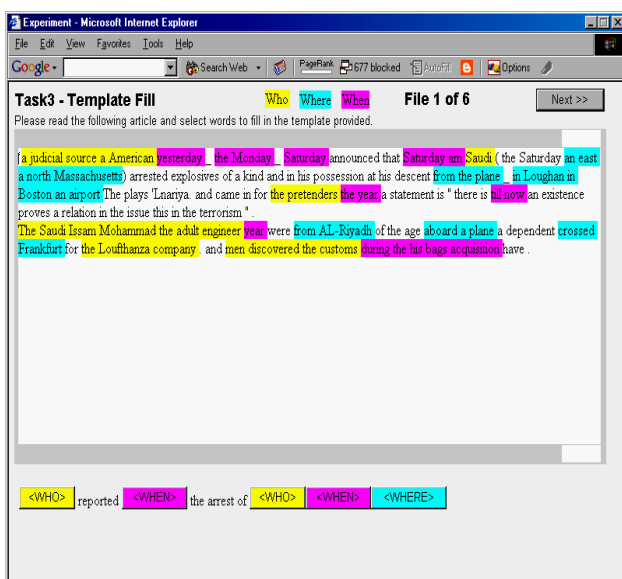 Experiment - Microsoft Internet Explorer
File Edit View Favorites Tools Help
Google Search Web PageRank 677 blocked AutoFill Options
Task3 - Template Fill Who Where When File 1 of 6 Next >>
Please read the following article and select words to fill in the template provided.
[a judicial source a American yesterday _ the Monday _ Saturday announced that Saturday am Saudi ( the Saturday an east
a north Massachusetts) arrested explosives of a kind and in his possession at his descent from the plane _ in Loughan in
Boston an airport The plays 'Lnariya. and came in for the pretenders the year a statement is " there is till now an existence
proves a relation in the issue this in the terrorism " .
The Saudi Issam Mohammad the adult engineer year were from AL-Riyadh of the age aboard a plane a dependent crossed
Frankfurt for the Loufthanza company . and men discovered the customs during the his bags acquisition have .
<WHO> reported <WHEN> the arrest of <WHO> <WHEN> <WHERE>